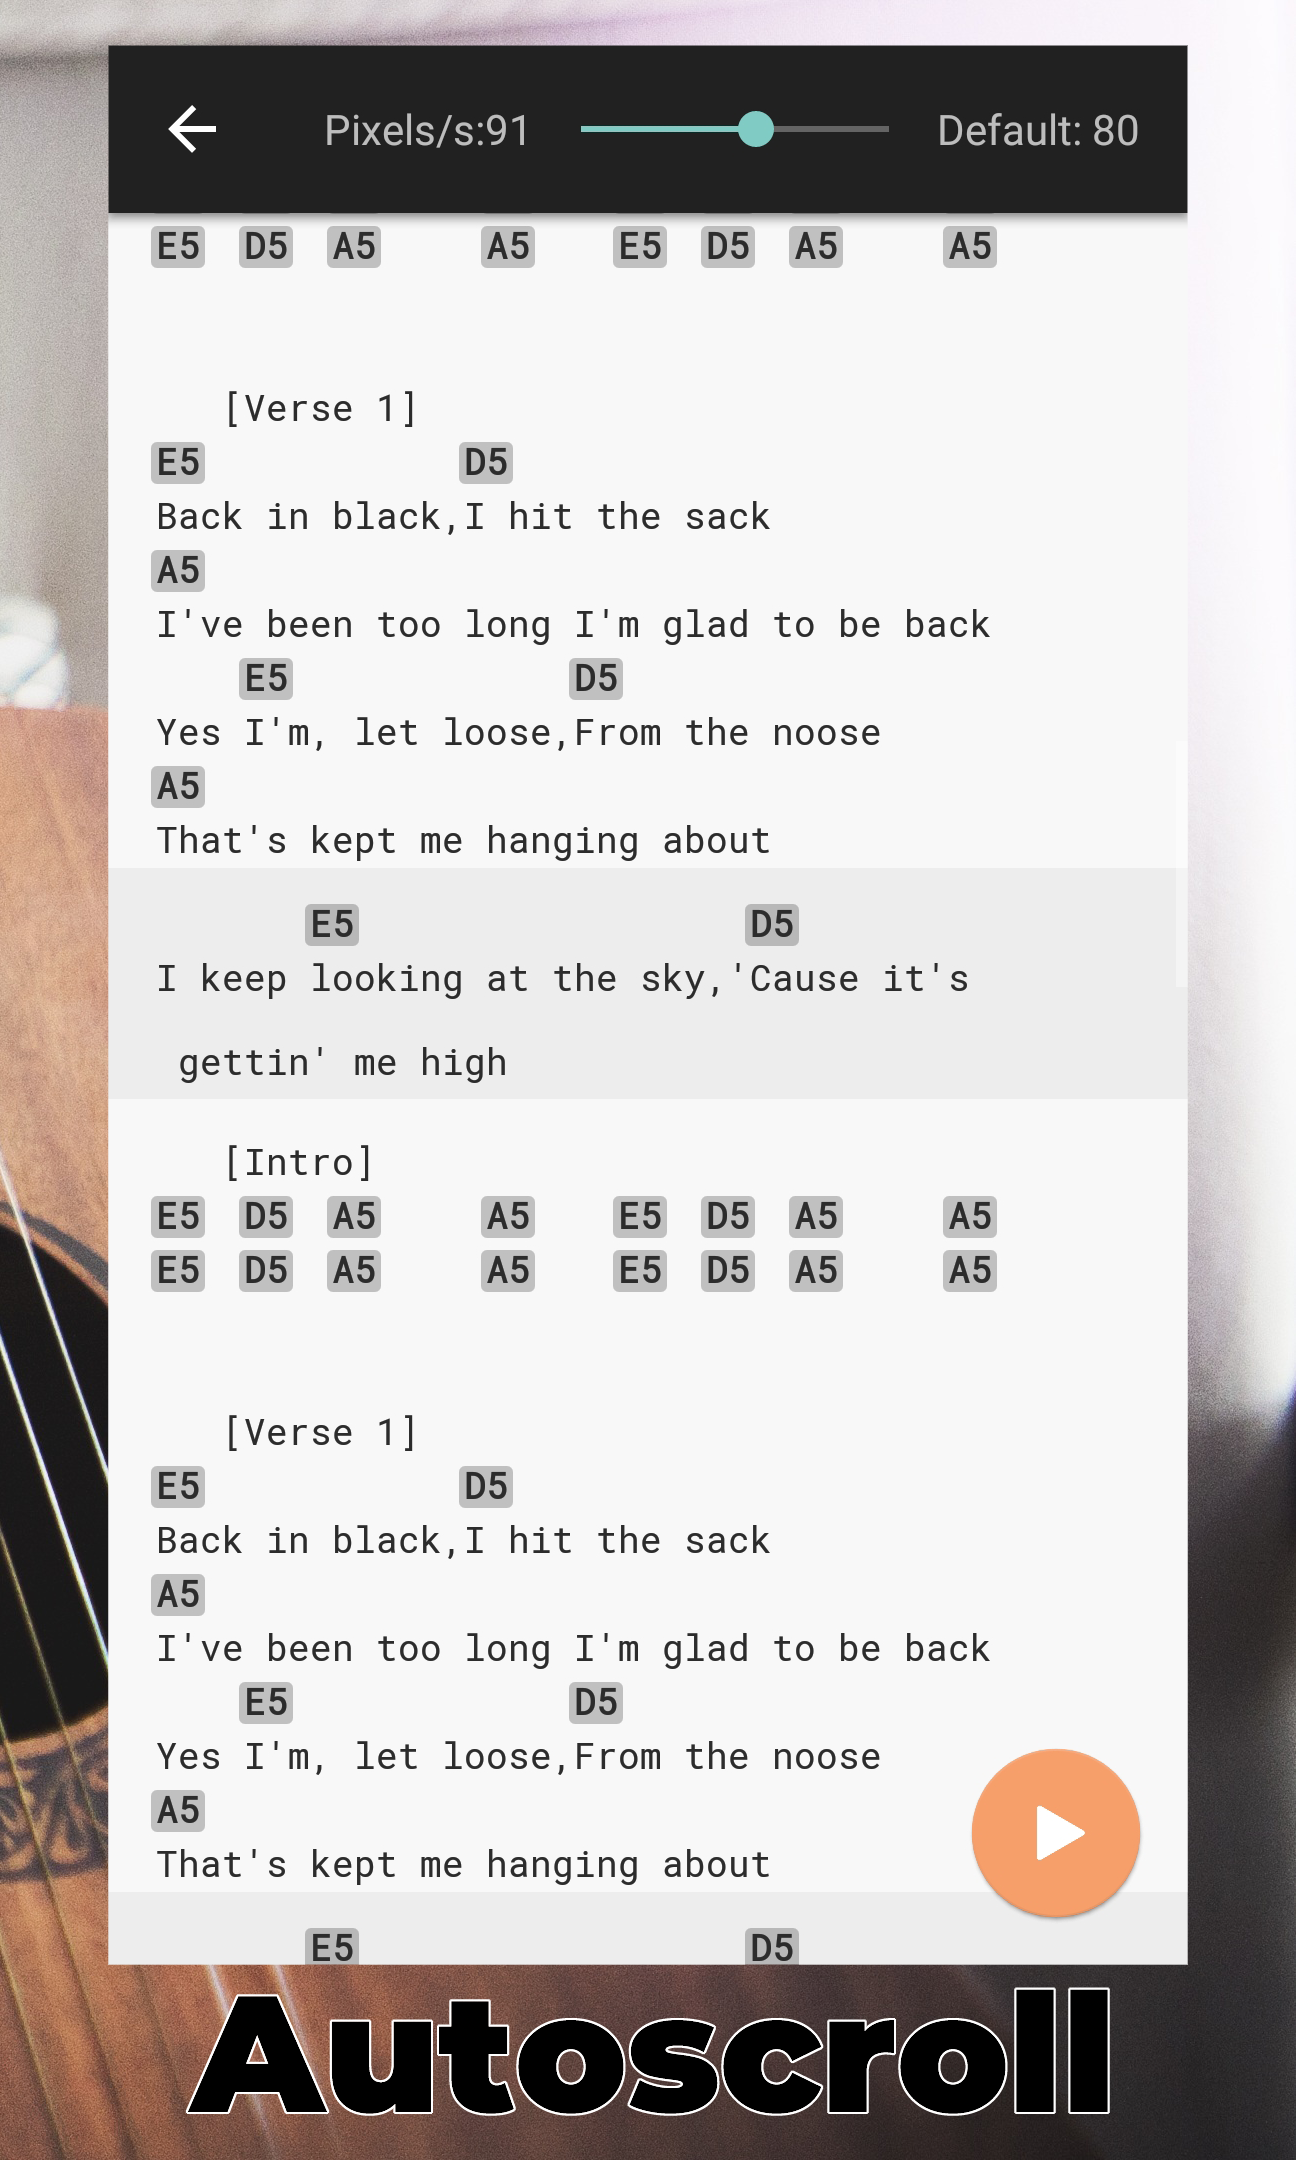 Pixels/s:91 Default: 80
E5 D5 A5 A5 E5 D5 A5 A5
[Verse 1]
E5 D5
Back in black,I hit the sack
A5
I've been too long I'm glad to be back
E5 D5
Yes I'm, let loose,From the noose
A5
That's kept me hanging about
E5 D5
I keep looking at the sky,'Cause it's
gettin' me high
[Intro]
E5 D5 A5 A5 E5 D5 A5 A5
E5 D5 A5 A5 E5 D5 A5 A5
[Verse 1]
E5 D5
Back in black,I hit the sack
A5
I've been too long I'm glad to be back
E5 D5
Yes I'm, let loose,From the noose
A5
That's kept me hanging about
E5 D5
Autoscroll